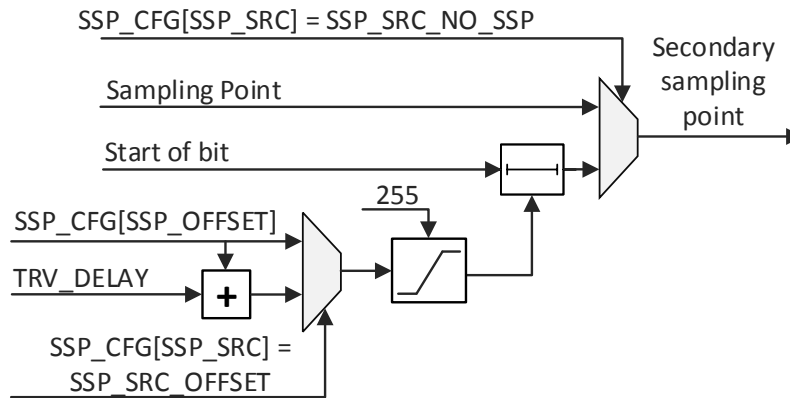 SSP_CFG[SSP_SRC] = SSP_SRC_NO_SSP
Secondary
sampling
point
Sampling Point
Start of bit
255
SSP_CFG[SSP_OFFSET]
TRV_DELAY
+
SSP_CFG[SSP_SRC] =
SSP_SRC_OFFSET